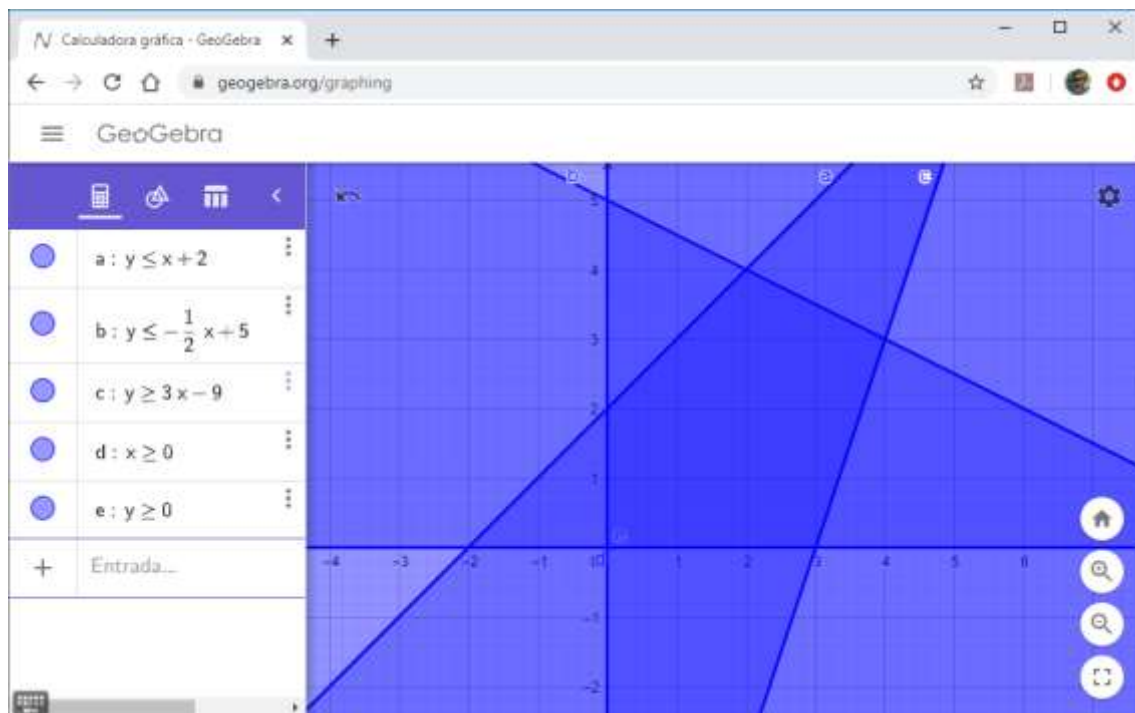 Calculadora gráfica - GeoGebra × +
geogebra.org/graphing
GeoGebra
a : y ≤ x + 2
b : y ≤ − 1/2 x + 5
c : y ≥ 3 x − 9
d : x ≥ 0
e : y ≥ 0
+ Entrada...
b a
5
4
3
2
1
−4 −3 −2 −1 0 1 2 3 4 5 6
−1
−2